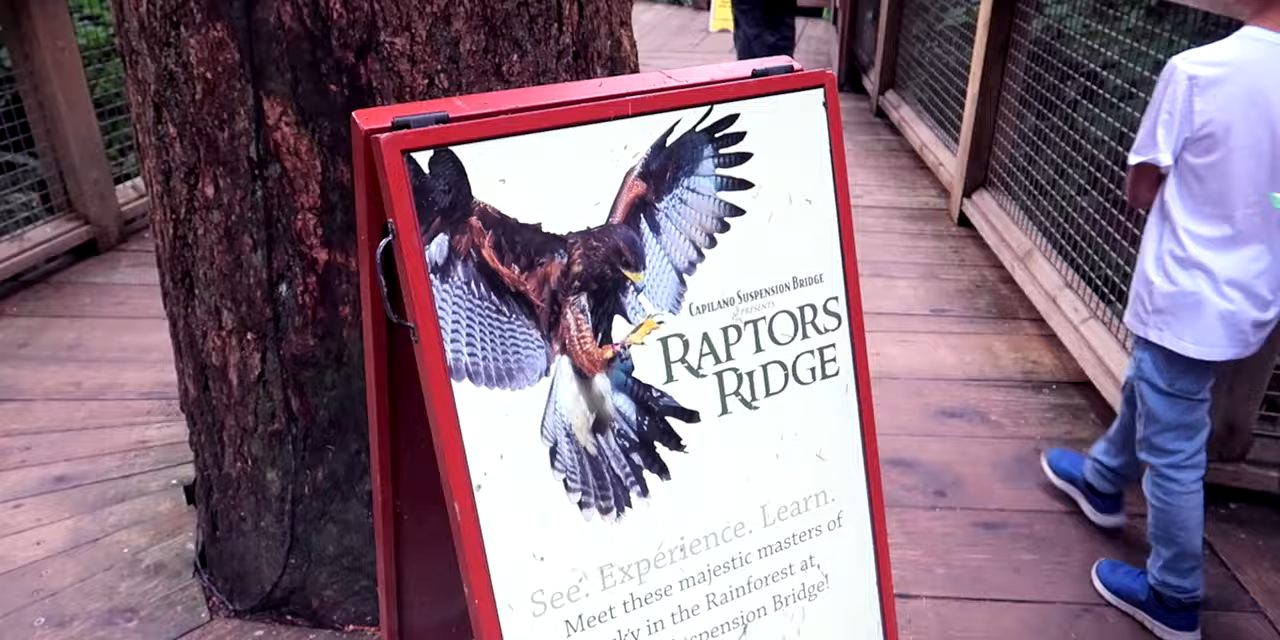 CAPILANO SUSPENSION BRIDGE
PRESENTS
RAPTORS
RIDGE
See. Experience. Learn.
Meet these majestic masters of
in the Rainforest at
Bridge!